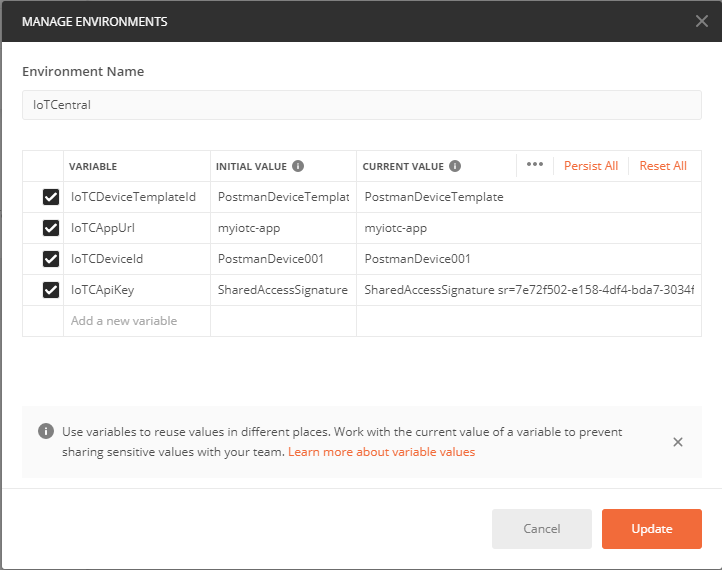 MANAGE ENVIRONMENTS
Environment Name
IoTCentral
VARIABLE INITIAL VALUE CURRENT VALUE ••• Persist All Reset All
IoTCDeviceTemplateId PostmanDeviceTemplat PostmanDeviceTemplate
IoTCAppUrl myiotc-app myiotc-app
IoTCDeviceId PostmanDevice001 PostmanDevice001
IoTCApiKey SharedAccessSignature SharedAccessSignature sr=7e72f502-e158-4df4-bda7-3034f
Add a new variable
Use variables to reuse values in different places. Work with the current value of a variable to prevent
sharing sensitive values with your team. Learn more about variable values
Cancel Update